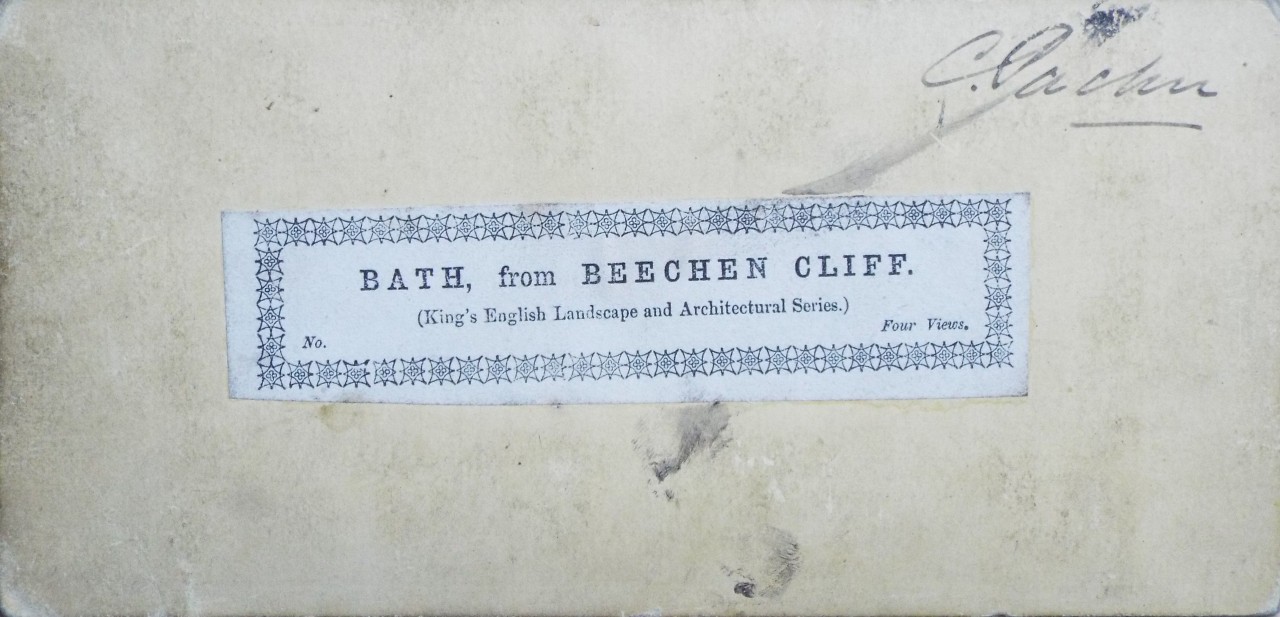 BATH, from BEECHEN CLIFF.
(King's English Landscape and Architectural Series.)
No.
Four Views.